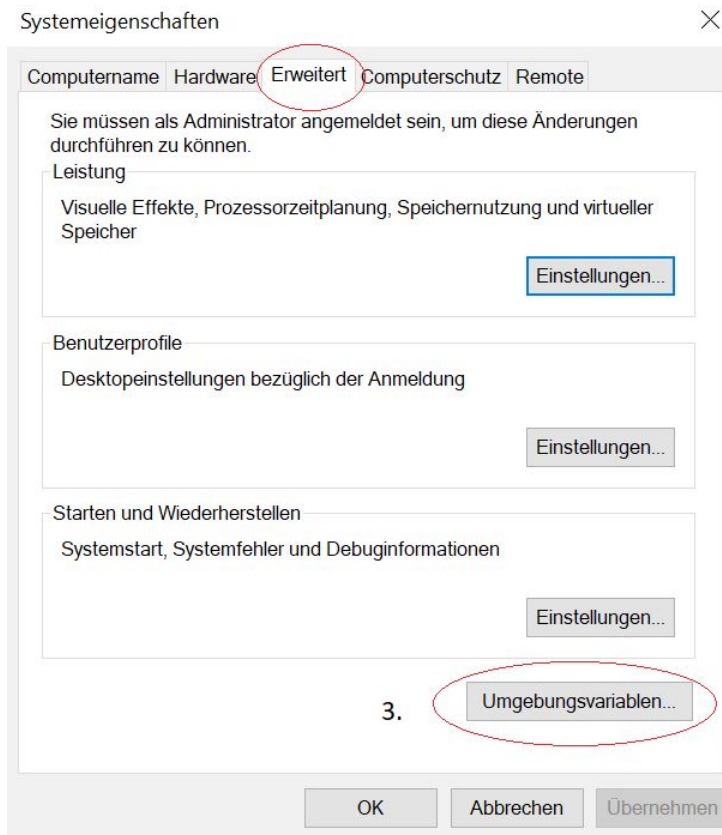 Systemeigenschaften
Computername Hardware Erweitert Computerschutz Remote
Sie müssen als Administrator angemeldet sein, um diese Änderungen
durchführen zu können.
Leistung
Visuelle Effekte, Prozessorzeitplanung, Speichernutzung und virtueller
Speicher
Einstellungen...
Benutzerprofile
Desktopeinstellungen bezüglich der Anmeldung
Einstellungen...
Starten und Wiederherstellen
Systemstart, Systemfehler und Debuginformationen
Einstellungen...
3. Umgebungsvariablen...
OK Abbrechen Übernehmen